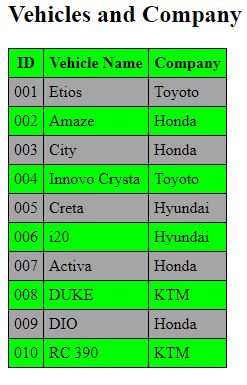 Vehicles and Company
ID Vehicle Name Company
001 Etios Toyoto
002 Amaze Honda
003 City Honda
004 Innovo Crysta Toyoto
005 Creta Hyundai
006 i20 Hyundai
007 Activa Honda
008 DUKE KTM
009 DIO Honda
010 RC 390 KTM